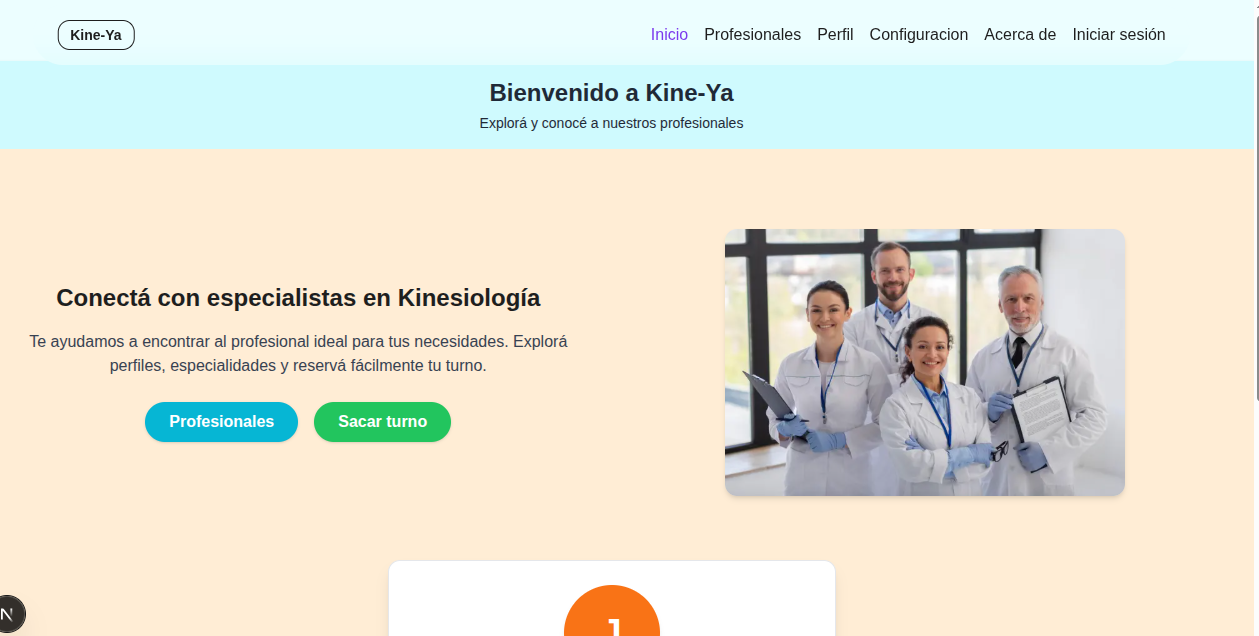 Kine-Ya
Inicio Profesionales Perfil Configuracion Acerca de Iniciar sesión
Bienvenido a Kine-Ya
Explorá y conocé a nuestros profesionales
Conectá con especialistas en Kinesiología
Te ayudamos a encontrar al profesional ideal para tus necesidades. Explorá
perfiles, especialidades y reservá fácilmente tu turno.
Profesionales Sacar turno
N